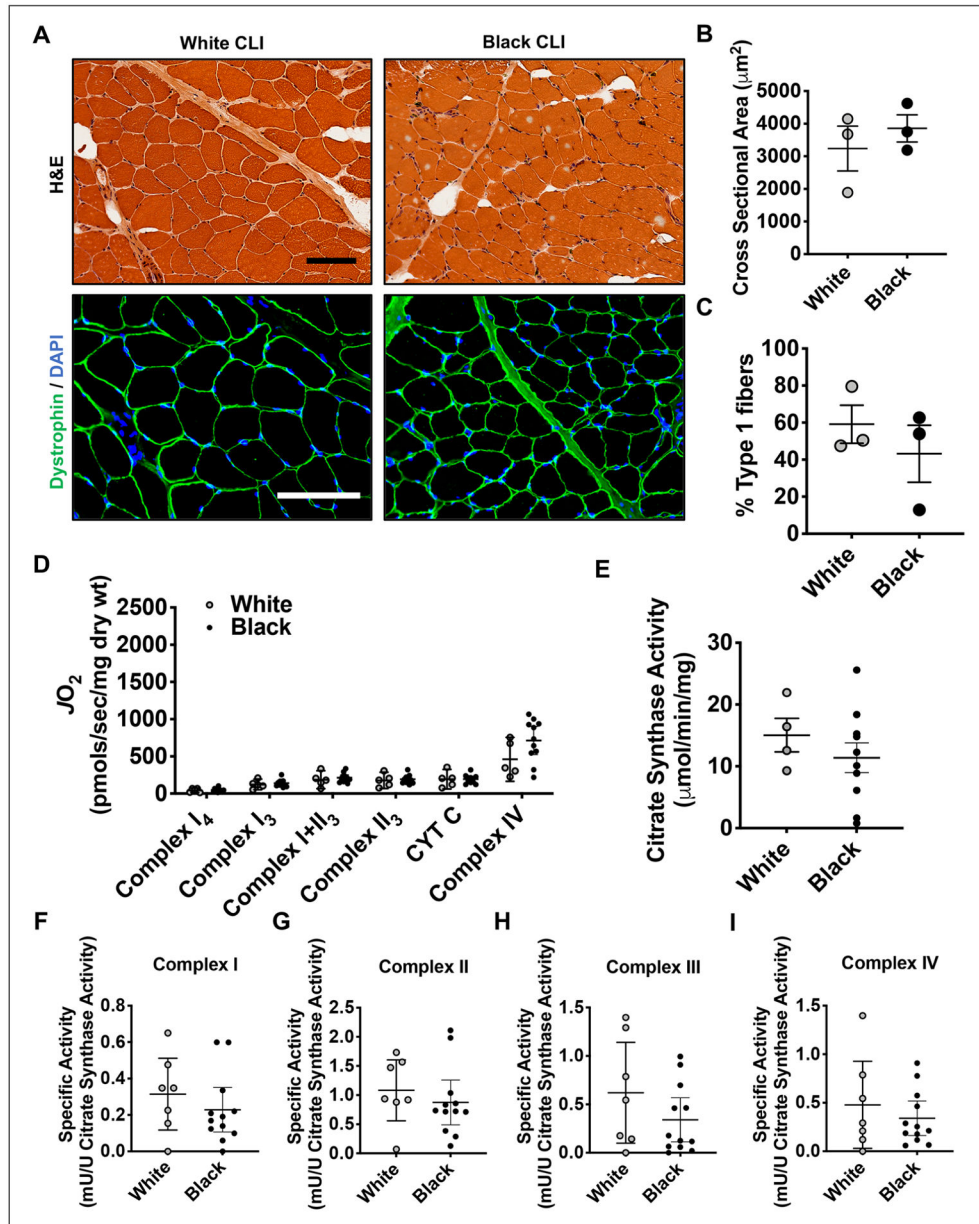 A
White CLI
Black CLI
H&E
Dystrophin / DAPI
B
Cross Sectional Area (μm²)
5000
4000
3000
2000
1000
0
White
Black
C
% Type 1 fibers
100
80
60
40
20
0
White
Black
D
JO₂
(pmols/sec/mg dry wt)
2500
2000
1500
1000
500
0
White
Black
Complex I₄
Complex I₃
Complex I+II₃
Complex II₃
CYT C
Complex IV
E
Citrate Synthase Activity
(μmol/min/mg)
30
20
10
0
White
Black
F
Complex I
Specific Activity
(mU/U Citrate Synthase Activity)
0.8
0.6
0.4
0.2
0.0
White
Black
G
Complex II
Specific Activity
(mU/U Citrate Synthase Activity)
2.5
2.0
1.5
1.0
0.5
0.0
White
Black
H
Complex III
Specific Activity
(mU/U Citrate Synthase Activity)
1.5
1.0
0.5
0.0
White
Black
I
Complex IV
Specific Activity
(mU/U Citrate Synthase Activity)
1.5
1.0
0.5
0.0
White
Black